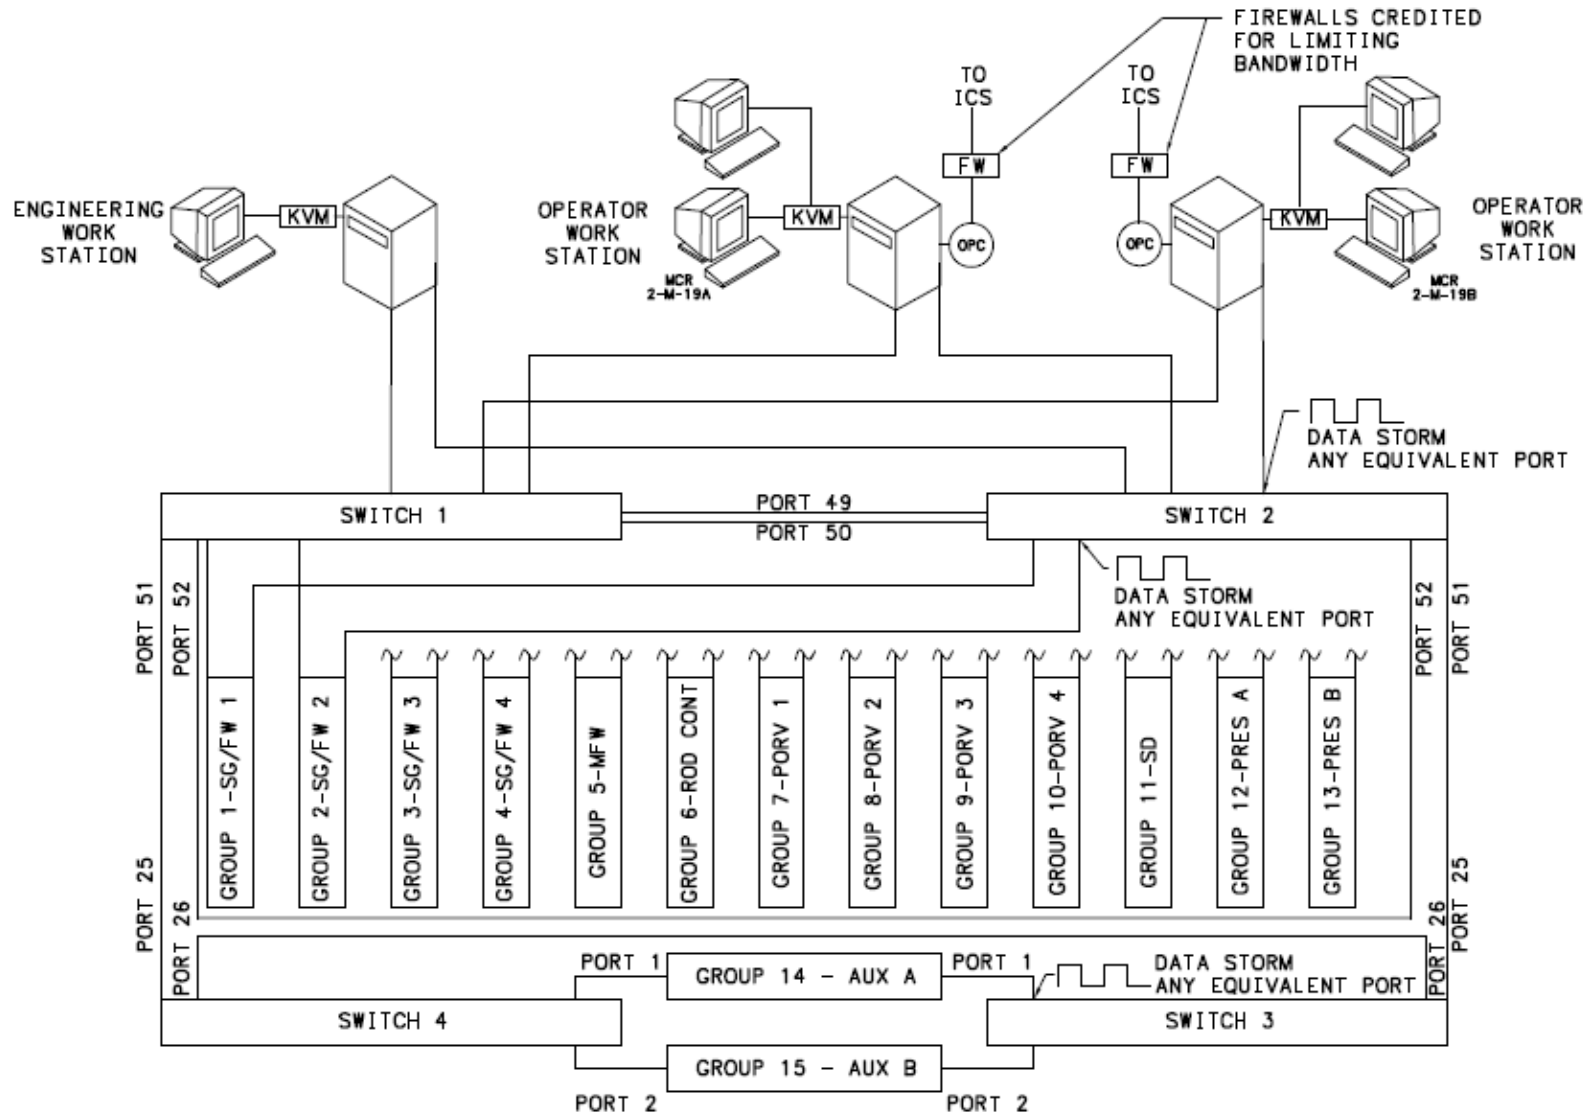 FIREWALLS CREDITED
FOR LIMITING
BANDWIDTH
TO
ICS
TO
ICS
FW
FW
ENGINEERING
WORK
STATION
KVM
OPERATOR
WORK
STATION
MCR
2-M-19A
KVM
OPC
OPC
KVM
OPERATOR
WORK
STATION
MCR
2-M-19B
DATA STORM
ANY EQUIVALENT PORT
SWITCH 1
PORT 49
PORT 50
SWITCH 2
DATA STORM
ANY EQUIVALENT PORT
PORT 51
PORT 52
PORT 52
PORT 51
GROUP 1-SG/FW 1
GROUP 2-SG/FW 2
GROUP 3-SG/FW 3
GROUP 4-SG/FW 4
GROUP 5-MFW
GROUP 6-ROD CONT
GROUP 7-PORV 1
GROUP 8-PORV 2
GROUP 9-PORV 3
GROUP 10-PORV 4
GROUP 11-SD
GROUP 12-PRES A
GROUP 13-PRES B
PORT 25
PORT 26
PORT 26
PORT 25
PORT 1
GROUP 14 - AUX A
PORT 1
DATA STORM
ANY EQUIVALENT PORT
SWITCH 4
SWITCH 3
GROUP 15 - AUX B
PORT 2
PORT 2